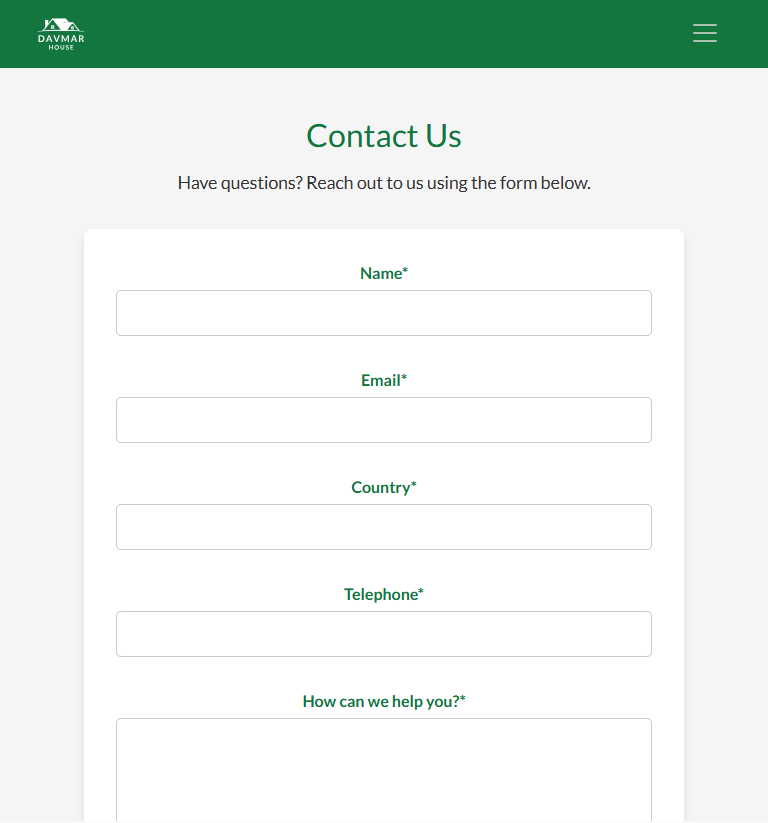 DAVMAR
HOUSE
Contact Us
Have questions? Reach out to us using the form below.
Name*
Email*
Country*
Telephone*
How can we help you?*